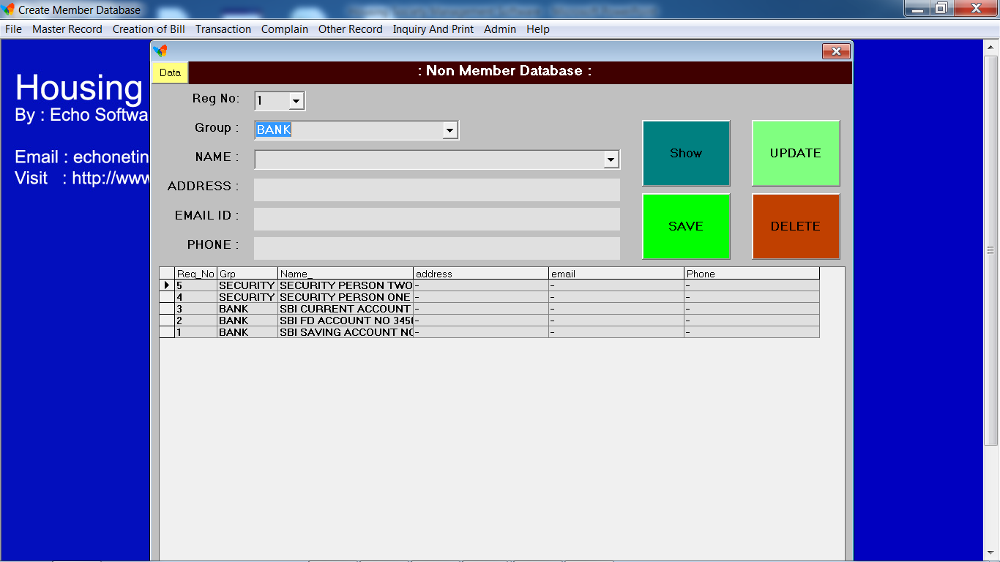 Create Member Database
File Master Record Creation of Bill Transaction Complain Other Record Inquiry And Print Admin Help
Housing
By : Echo Softwa
Email : echonetin
Visit : http://www
Data
: Non Member Database :
Reg No: 1
Group : BANK
NAME :
ADDRESS :
EMAIL ID :
PHONE :
Show UPDATE
SAVE DELETE
Reg_No Grp Name_ address email Phone
5 SECURITY SECURITY PERSON TWO - - -
4 SECURITY SECURITY PERSON ONE - - -
3 BANK SBI CURRENT ACCOUNT - - -
2 BANK SBI FD ACCOUNT NO 345 - - -
1 BANK SBI SAVING ACCOUNT NO - - -